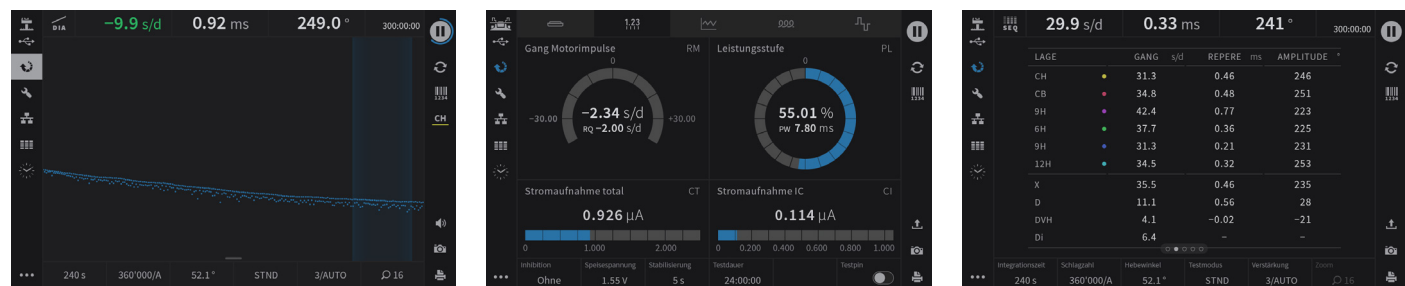 DIA −9.9 s/d 0.92 ms 249.0 ° 300:00:00
1234
CH
••• 240 s 360'000/A 52.1° STND 3/AUTO 16
1.23
Gang Motorimpulse RM
0
−30.00 −2.34 s/d +30.00
RQ −2.00 s/d
Leistungsstufe PL
0
55.01 %
PW 7.80 ms
1234
Stromaufnahme total CT
0.926 µA
0 1.000 2.000
Stromaufnahme IC CI
0.114 µA
0 0.200 0.400 0.600 0.800 1.000
Inhibition Speisespannung Stabilisierung Testdauer Testpin
••• Ohne 1.55 V 5 s 24:00:00
SEQ 29.9 s/d 0.33 ms 241 ° 300:00:00
1234
LAGE GANG s/d REPERE ms AMPLITUDE °
CH 31.3 0.46 246
CB 34.8 0.48 251
9H 42.4 0.77 223
6H 37.7 0.36 225
9H 31.3 0.21 231
12H 34.5 0.32 253
X 35.5 0.46 235
D 11.1 0.56 28
DVH 4.1 −0.02 −21
Di 6.4 – –
Integrationszeit Schlagzahl Hebewinkel Testmodus Verstärkung Zoom
••• 240 s 360'000/A 52.1° STND 3/AUTO 16